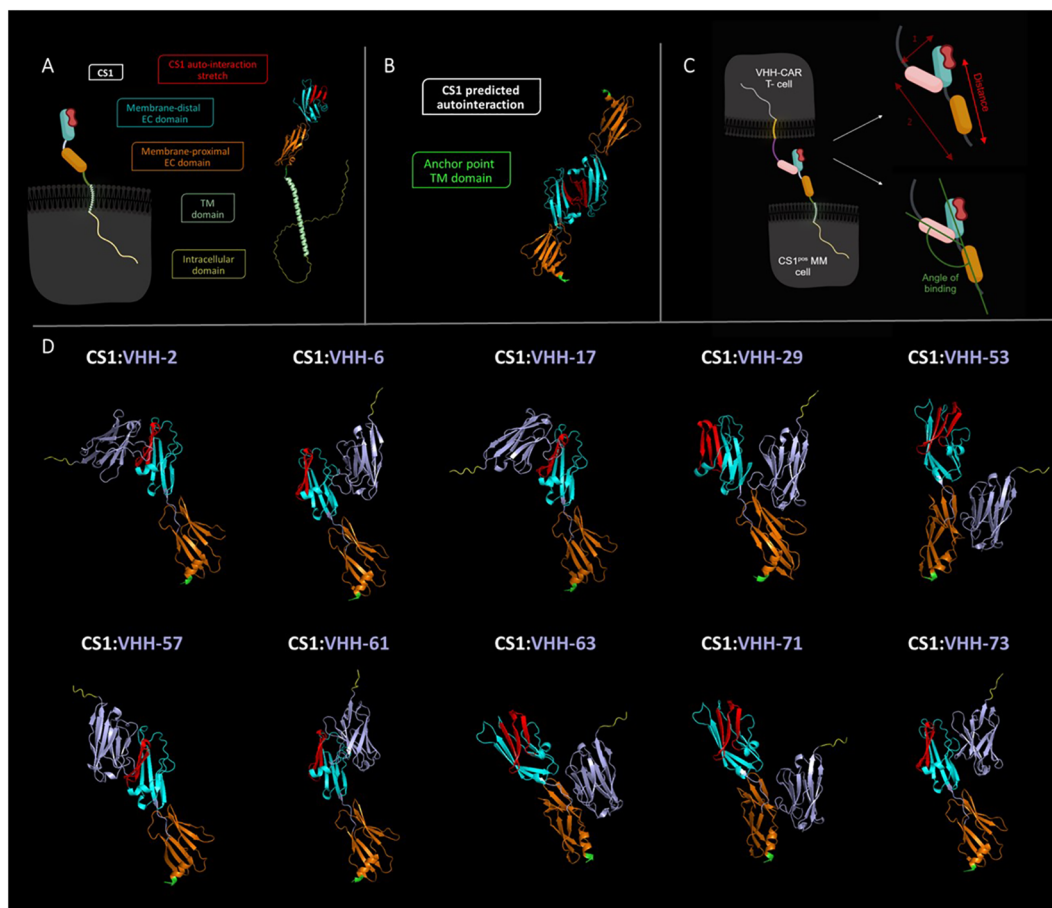 A
CS1
CS1 auto-interaction
stretch
Membrane-distal
EC domain
Membrane-proximal
EC domain
TM
domain
Intracellular
domain
B
CS1 predicted
autointeraction
Anchor point
TM domain
C
VHH-CAR
T- cell
CS1pos MM
cell
1
2
Distance
Angle of
binding
D
CS1:VHH-2
CS1:VHH-6
CS1:VHH-17
CS1:VHH-29
CS1:VHH-53
CS1:VHH-57
CS1:VHH-61
CS1:VHH-63
CS1:VHH-71
CS1:VHH-73